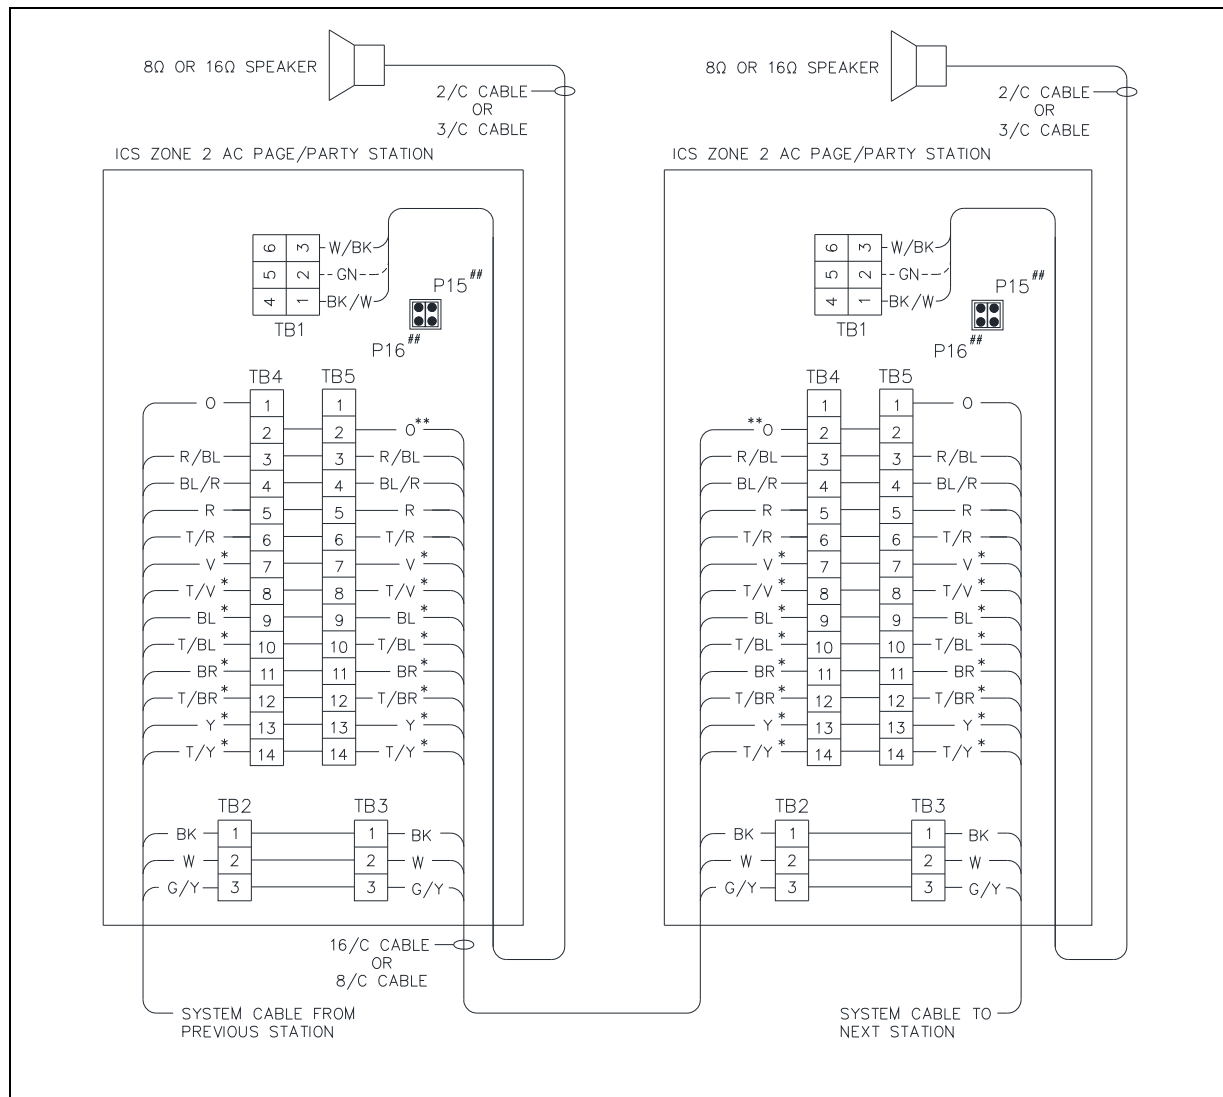 8Ω OR 16Ω SPEAKER
2/C CABLE
OR
3/C CABLE
ICS ZONE 2 AC PAGE/PARTY STATION
6 3 W/BK
5 2 GN
4 1 BK/W
TB1
P15##
P16##
TB4 TB5
O 1 1
2 2 O**
R/BL 3 3 R/BL
BL/R 4 4 BL/R
R 5 5 R
T/R 6 6 T/R
V* 7 7 V*
T/V* 8 8 T/V*
BL* 9 9 BL*
T/BL* 10 10 T/BL*
BR* 11 11 BR*
T/BR* 12 12 T/BR*
Y* 13 13 Y*
T/Y* 14 14 T/Y*
TB2 TB3
BK 1 1 BK
W 2 2 W
G/Y 3 3 G/Y
16/C CABLE
OR
8/C CABLE
SYSTEM CABLE FROM
PREVIOUS STATION
8Ω OR 16Ω SPEAKER
2/C CABLE
OR
3/C CABLE
ICS ZONE 2 AC PAGE/PARTY STATION
6 3 W/BK
5 2 GN
4 1 BK/W
TB1
P15##
P16##
TB4 TB5
1 1 O
**O 2 2
R/BL 3 3 R/BL
BL/R 4 4 BL/R
R 5 5 R
T/R 6 6 T/R
V* 7 7 V*
T/V* 8 8 T/V*
BL* 9 9 BL*
T/BL* 10 10 T/BL*
BR* 11 11 BR*
T/BR* 12 12 T/BR*
Y* 13 13 Y*
T/Y* 14 14 T/Y*
TB2 TB3
BK 1 1 BK
W 2 2 W
G/Y 3 3 G/Y
SYSTEM CABLE TO
NEXT STATION